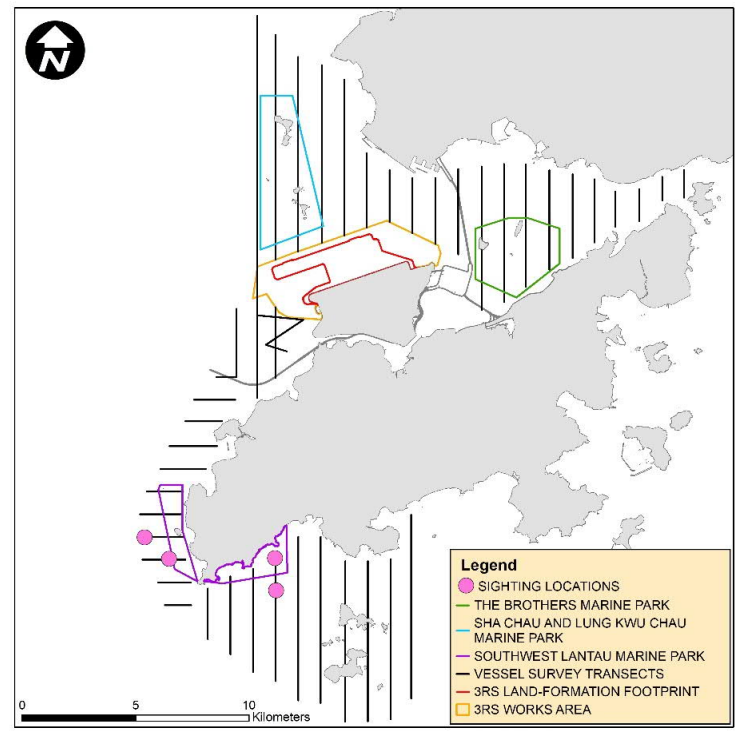 N
Legend
SIGHTING LOCATIONS
THE BROTHERS MARINE PARK
SHA CHAU AND LUNG KWU CHAU
MARINE PARK
SOUTHWEST LANTAU MARINE PARK
VESSEL SURVEY TRANSECTS
3RS LAND-FORMATION FOOTPRINT
3RS WORKS AREA
0 5 10
Kilometers